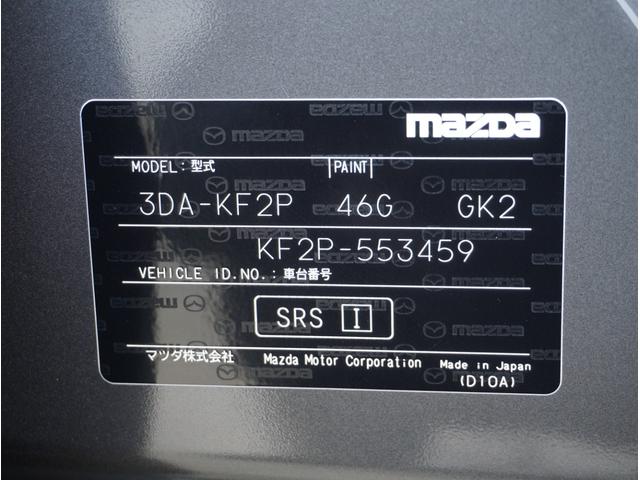 mazda
MODEL:型式 PAINT
3DA-KF2P 46G GK2
KF2P-553459
VEHICLE ID.NO.:車台番号
SRS I
マツダ株式会社 Mazda Motor Corporation Made in Japan
(D10A)